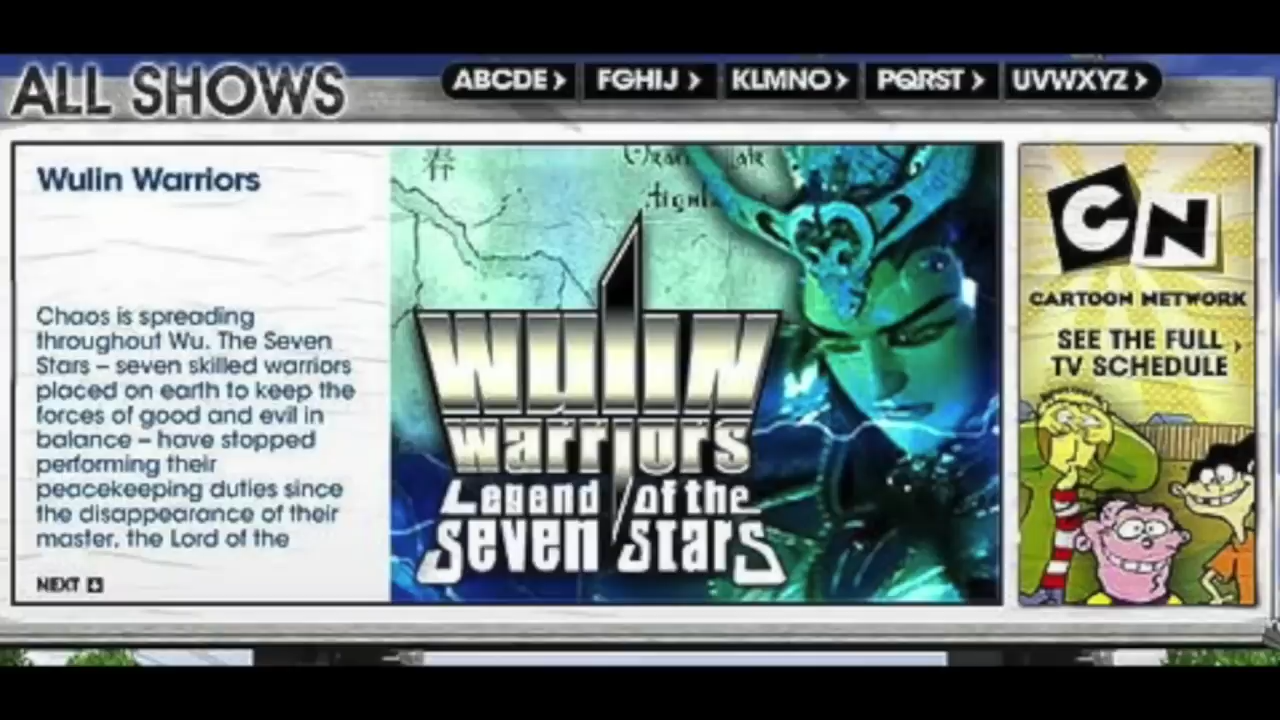 ALL SHOWS
ABCDE >
FGHIJ >
KLMNO >
PQRST >
UVWXYZ >
Wulin Warriors
Chaos is spreading
throughout Wu. The Seven
Stars – seven skilled warriors
placed on earth to keep the
forces of good and evil in
balance – have stopped
performing their
peacekeeping duties since
the disappearance of their
master, the Lord of the
NEXT
春
wulin
warriors
Legend of the
seven stars
CN
CARTOON NETWORK
SEE THE FULL ›
TV SCHEDULE